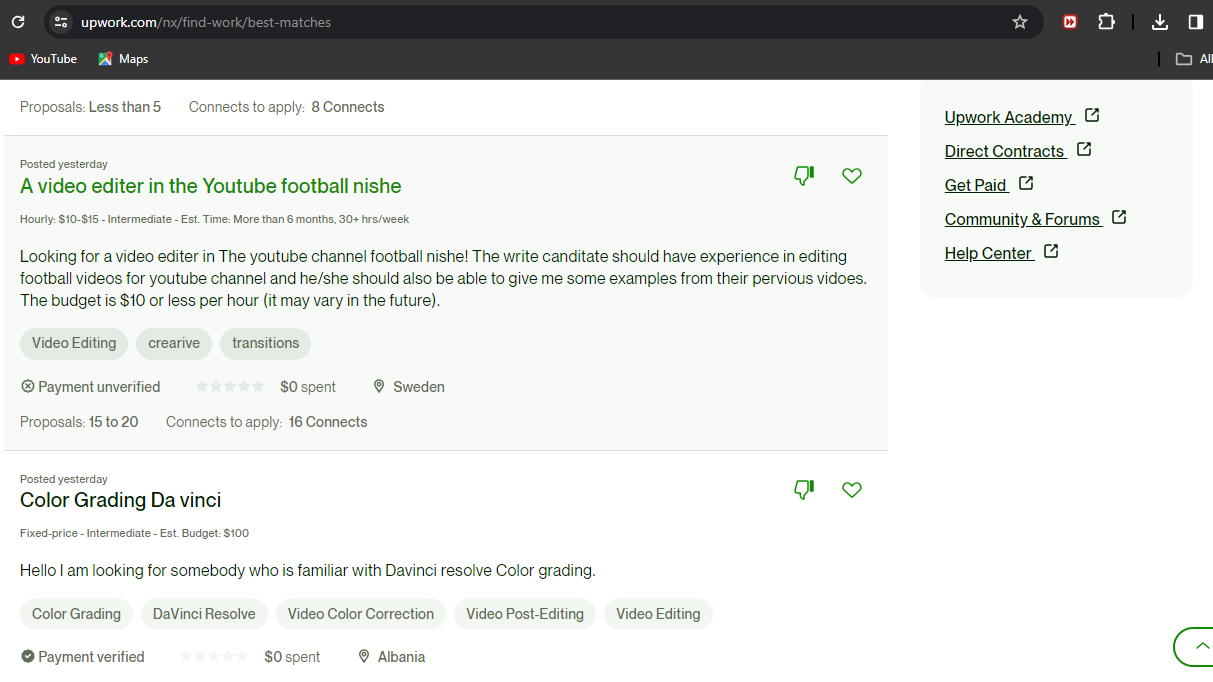 upwork.com/nx/find-work/best-matches
YouTube Maps
Proposals: Less than 5 Connects to apply: 8 Connects
Posted yesterday
A video editer in the Youtube football nishe
Hourly: $10-$15 - Intermediate - Est. Time: More than 6 months, 30+ hrs/week
Looking for a video editer in The youtube channel football nishe! The write canditate should have experience in editing
football videos for youtube channel and he/she should also be able to give me some examples from their pervious vidoes.
The budget is $10 or less per hour (it may vary in the future).
Video Editing crearive transitions
Payment unverified $0 spent Sweden
Proposals: 15 to 20 Connects to apply: 16 Connects
Posted yesterday
Color Grading Da vinci
Fixed-price - Intermediate - Est. Budget: $100
Hello I am looking for somebody who is familiar with Davinci resolve Color grading.
Color Grading DaVinci Resolve Video Color Correction Video Post-Editing Video Editing
Payment verified $0 spent Albania
Upwork Academy
Direct Contracts
Get Paid
Community & Forums
Help Center